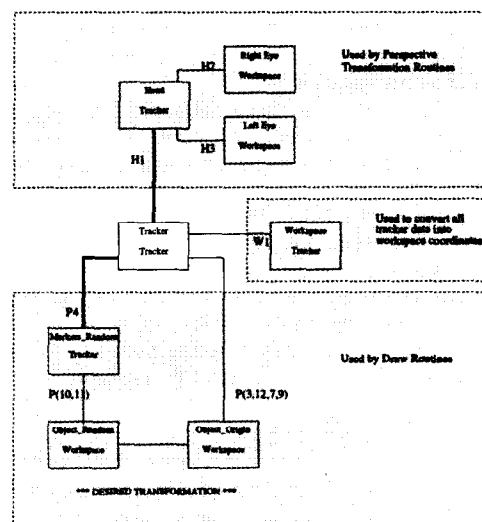 Right Eye
Workspace
H2
Used by Perspective
Transformation Routines
Head
Tracker
Left Eye
Workspace
H3
H1
Tracker
Tracker
W1
Workspace
Tracker
Used to convert all
tracker data into
workspace coordinates
P4
Markers_Random
Tracker
Used by Draw Routines
P(10,11)
P(3,12,7,9)
Object_Random
Workspace
Object_Origin
Workspace
*** DESIRED TRANSFORMATION ***